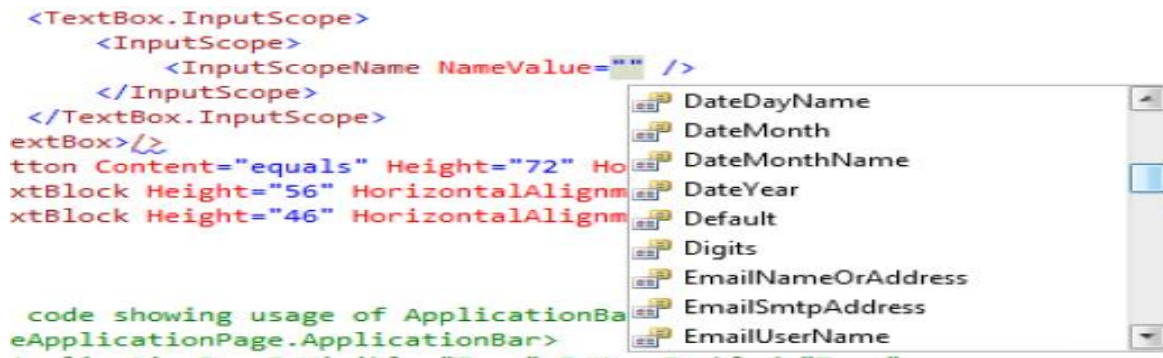 <TextBox.InputScope>
<InputScope>
<InputScopeName NameValue="" />
</InputScope>
</TextBox.InputScope>
extBox>/>
tton Content="equals" Height="72" Ho
xtBlock Height="56" HorizontalAlignm
xtBlock Height="46" HorizontalAlignm
code showing usage of ApplicationBa
eApplicationPage.ApplicationBar>
DateDayName
DateMonth
DateMonthName
DateYear
Default
Digits
EmailNameOrAddress
EmailSmtpAddress
EmailUserName